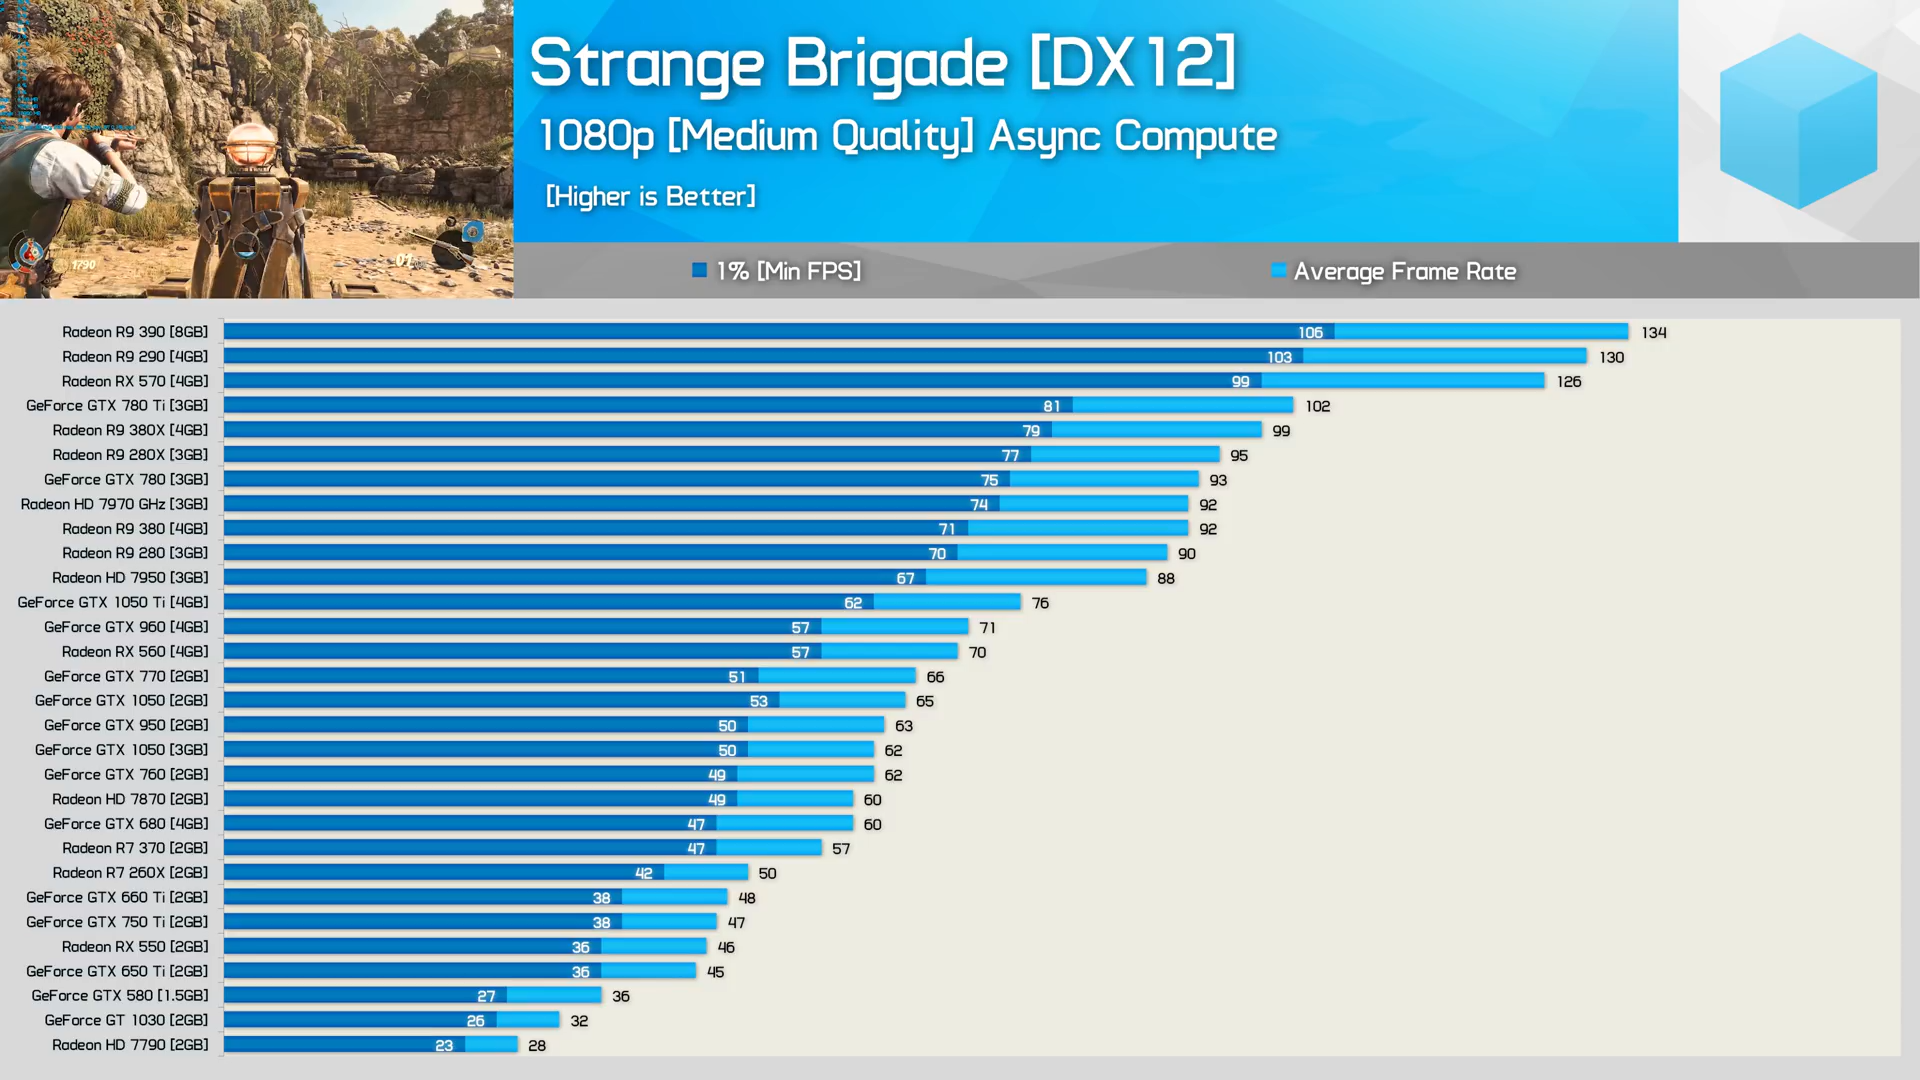 Strange Brigade [DX12]
1080p [Medium Quality] Async Compute
[Higher is Better]
1790
1% [Min FPS] Average Frame Rate
Radeon R9 390 [8GB] 106 134
Radeon R9 290 [4GB] 103 130
Radeon RX 570 [4GB] 99 126
GeForce GTX 780 Ti [3GB] 81 102
Radeon R9 380X [4GB] 79 99
Radeon R9 280X [3GB] 77 95
GeForce GTX 780 [3GB] 75 93
Radeon HD 7970 GHz [3GB] 74 92
Radeon R9 380 [4GB] 71 92
Radeon R9 280 [3GB] 70 90
Radeon HD 7950 [3GB] 67 88
GeForce GTX 1050 Ti [4GB] 62 76
GeForce GTX 960 [4GB] 57 71
Radeon RX 560 [4GB] 57 70
GeForce GTX 770 [2GB] 51 66
GeForce GTX 1050 [2GB] 53 65
GeForce GTX 950 [2GB] 50 63
GeForce GTX 1050 [3GB] 50 62
GeForce GTX 760 [2GB] 49 62
Radeon HD 7870 [2GB] 49 60
GeForce GTX 680 [4GB] 47 60
Radeon R7 370 [2GB] 47 57
Radeon R7 260X [2GB] 42 50
GeForce GTX 660 Ti [2GB] 38 48
GeForce GTX 750 Ti [2GB] 38 47
Radeon RX 550 [2GB] 36 46
GeForce GTX 650 Ti [2GB] 36 45
GeForce GTX 580 [1.5GB] 27 36
GeForce GT 1030 [2GB] 26 32
Radeon HD 7790 [2GB] 23 28